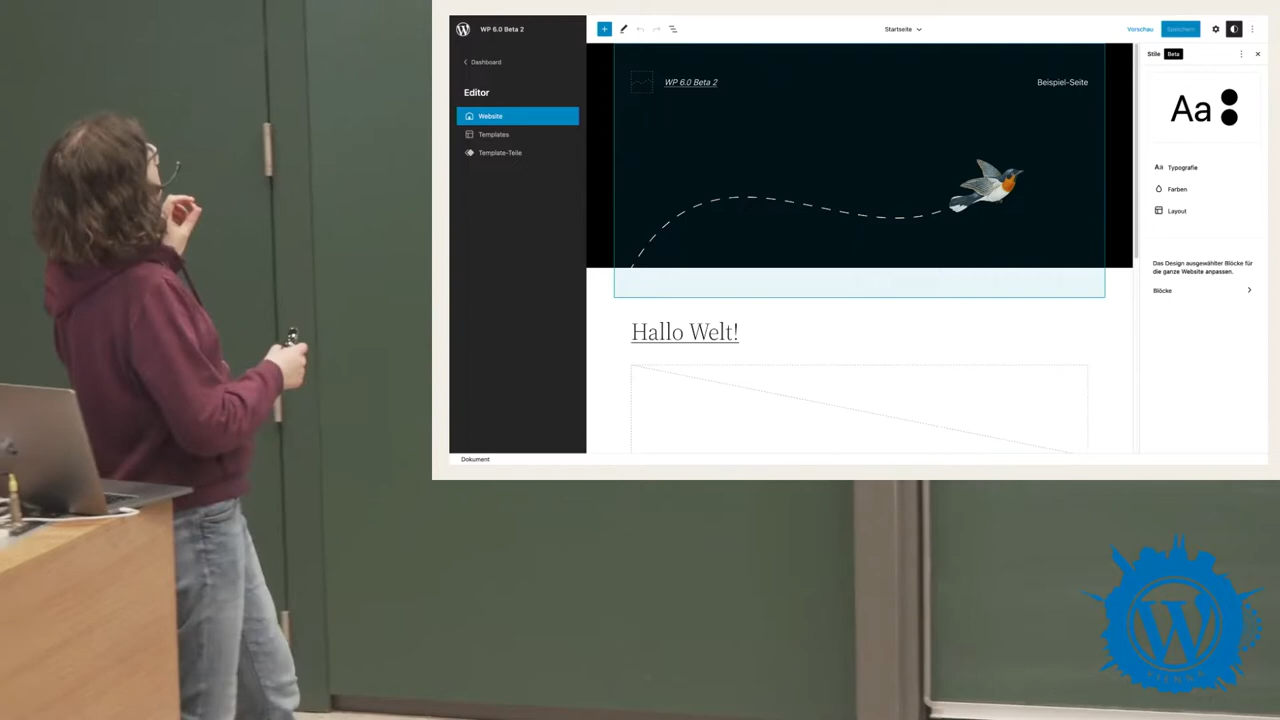 WP 6.0 Beta 2
Startseite
Vorschau
Speichern
Dashboard
Stile
Beta
Editor
Website
Templates
Template-Teile
WP 6.0 Beta 2
Beispiel-Seite
Aa
Aa Typografie
Farben
Layout
Das Design ausgewählter Blöcke für
die ganze Website anpassen.
Blöcke
Hallo Welt!
Dokument
W